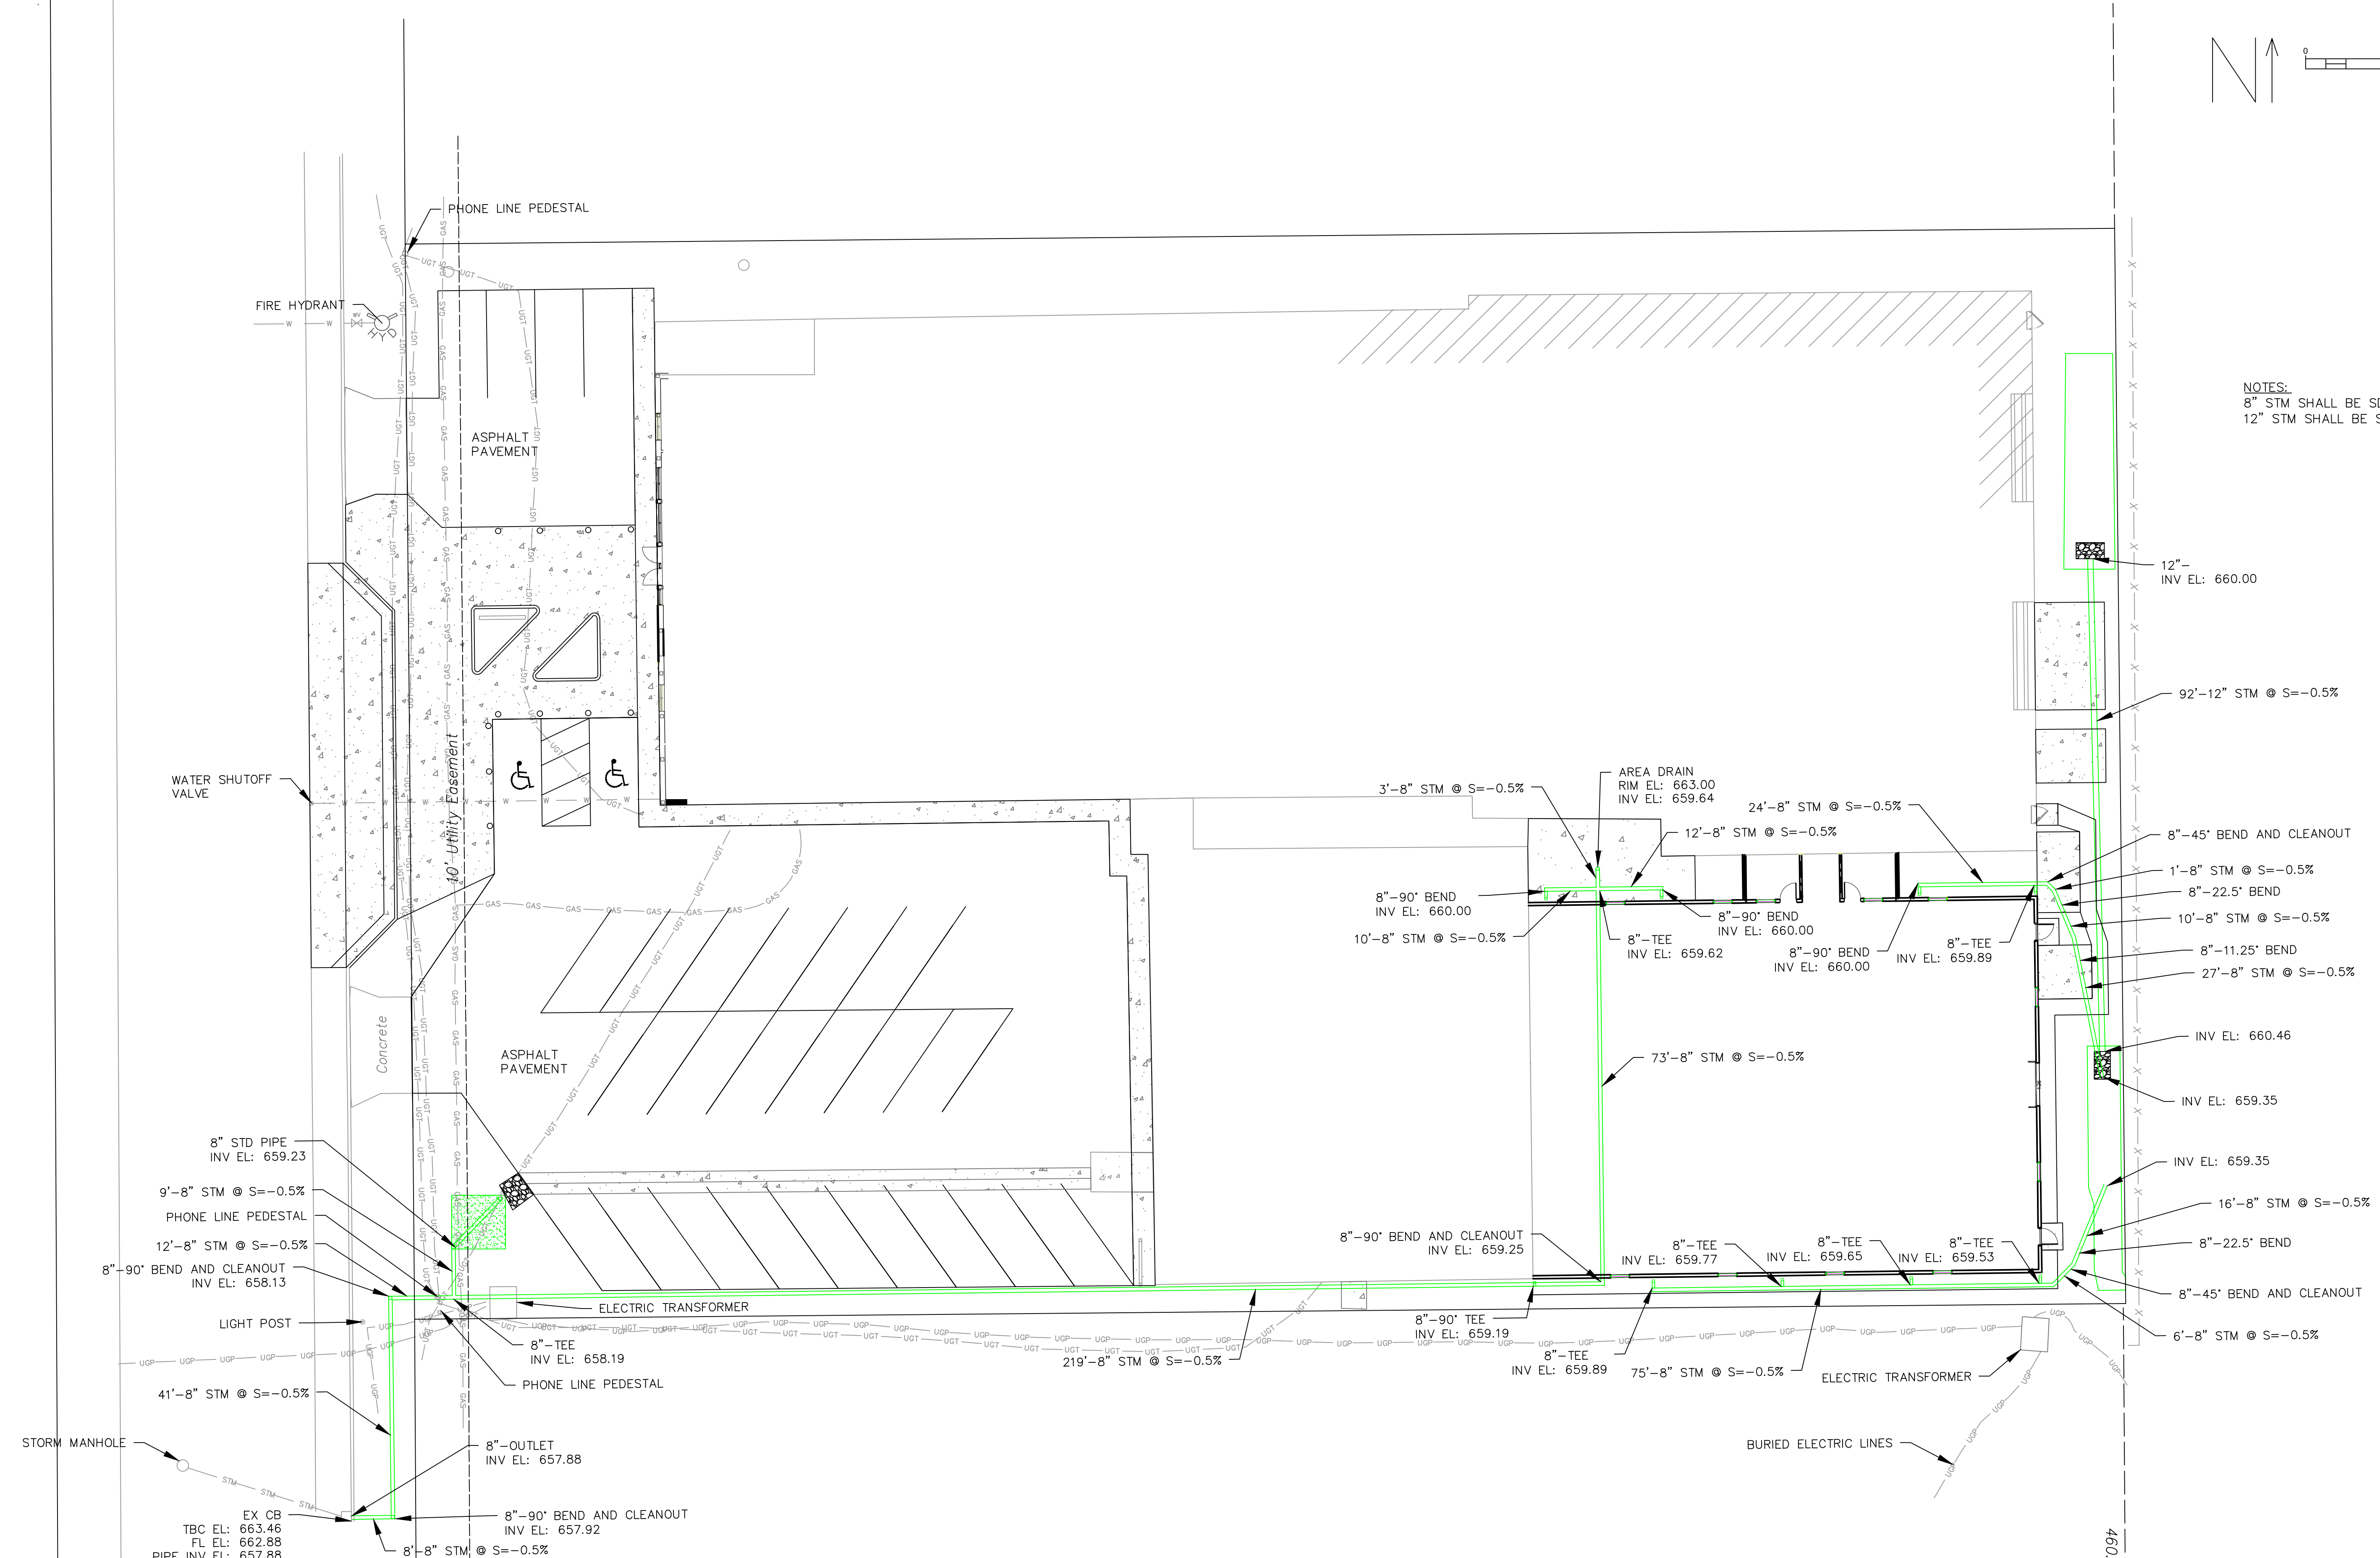 0
PHONE LINE PEDESTAL
FIRE HYDRANT
W
W
WV
HYD
UGT
GAS
NOTES:
8" STM SHALL BE
12" STM SHALL BE
ASPHALT
PAVEMENT
12"-
INV EL: 660.00
92'-12" STM @ S=-0.5%
10' Utility Easement
WATER SHUTOFF
VALVE
3'-8" STM @ S=-0.5%
AREA DRAIN
RIM EL: 663.00
INV EL: 659.64
24'-8" STM @ S=-0.5%
12'-8" STM @ S=-0.5%
8"-45° BEND AND CLEANOUT
1'-8" STM @ S=-0.5%
8"-22.5° BEND
8"-90° BEND
INV EL: 660.00
8"-90° BEND
INV EL: 660.00
10'-8" STM @ S=-0.5%
10'-8" STM @ S=-0.5%
8"-TEE
INV EL: 659.62
8"-90° BEND
INV EL: 660.00
8"-TEE
INV EL: 659.89
8"-11.25° BEND
27'-8" STM @ S=-0.5%
Concrete
ASPHALT
PAVEMENT
73'-8" STM @ S=-0.5%
INV EL: 660.46
INV EL: 659.35
8" STD PIPE
INV EL: 659.23
INV EL: 659.35
9'-8" STM @ S=-0.5%
16'-8" STM @ S=-0.5%
PHONE LINE PEDESTAL
12'-8" STM @ S=-0.5%
8"-90° BEND AND CLEANOUT
INV EL: 659.25
8"-TEE
INV EL: 659.77
8"-TEE
INV EL: 659.65
8"-TEE
INV EL: 659.53
8"-22.5° BEND
8"-90° BEND AND CLEANOUT
INV EL: 658.13
8"-45° BEND AND CLEANOUT
ELECTRIC TRANSFORMER
LIGHT POST
8"-90° TEE
INV EL: 659.19
6'-8" STM @ S=-0.5%
8"-TEE
INV EL: 658.19
219'-8" STM @ S=-0.5%
8"-TEE
INV EL: 659.89
75'-8" STM @ S=-0.5%
ELECTRIC TRANSFORMER
UGP
PHONE LINE PEDESTAL
41'-8" STM @ S=-0.5%
STORM MANHOLE
8"-OUTLET
INV EL: 657.88
BURIED ELECTRIC LINES
STM
STM
STM
EX CB
TBC EL: 663.46
FL EL: 662.88
PIPE INV EL: 657.88
8"-90° BEND AND CLEANOUT
INV EL: 657.92
8'-8" STM @ S=-0.5%
460.